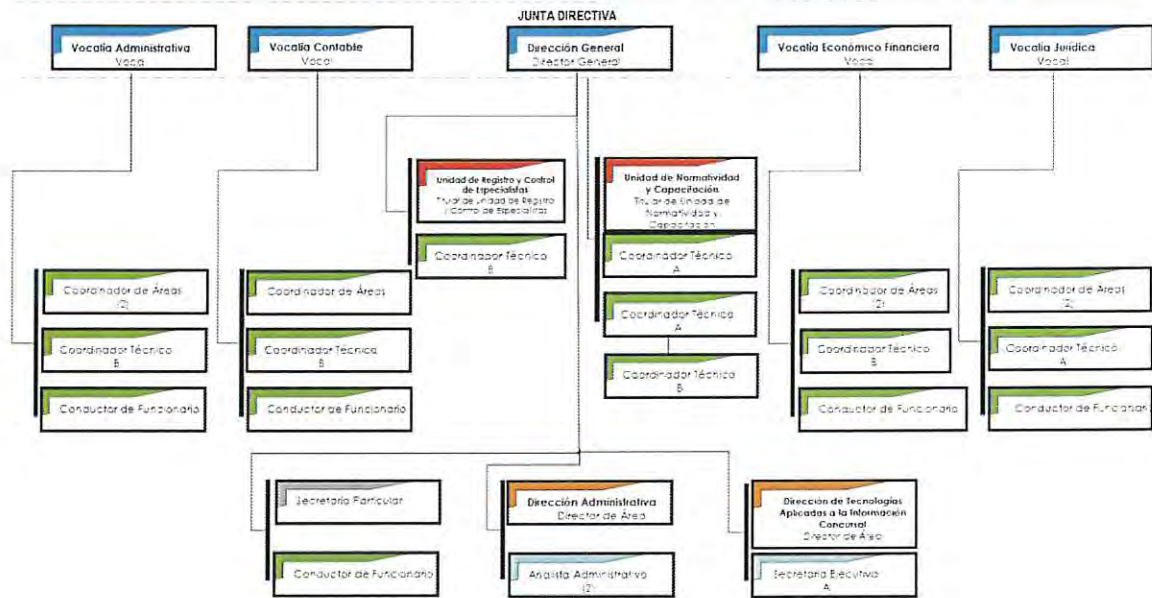 JUNTA DIRECTIVA
Vocalía Administrativa
Vocal
Vocalía Contable
Vocal
Dirección General
Director General
Vocalía Económico Financiera
Vocal
Vocalía Jurídica
Vocal
Unidad de Registro y Control
de Especialistas
Titular de Unidad de Registro
y Control de Especialistas
Coordinador Técnico
B
Unidad de Normatividad
y Capacitación
Titular de Unidad de
Normatividad y
Capacitación
Coordinador Técnico
A
Coordinador Técnico
A
Coordinador Técnico
B
Coordinador de Áreas
(2)
Coordinador Técnico
B
Conductor de Funcionario
Coordinador de Áreas
Coordinador Técnico
B
Conductor de Funcionario
Coordinador de Áreas
(2)
Coordinador Técnico
B
Conductor de Funcionario
Coordinador de Áreas
(2)
Coordinador Técnico
A
Conductor de Funcionari
Secretaria Particular
Conductor de Funcionario
Dirección Administrativa
Director de Área
Analista Administrativo
(2)
Dirección de Tecnologías
Aplicadas a la Información
Concursal
Director de Área
Secretaria Ejecutiva
A